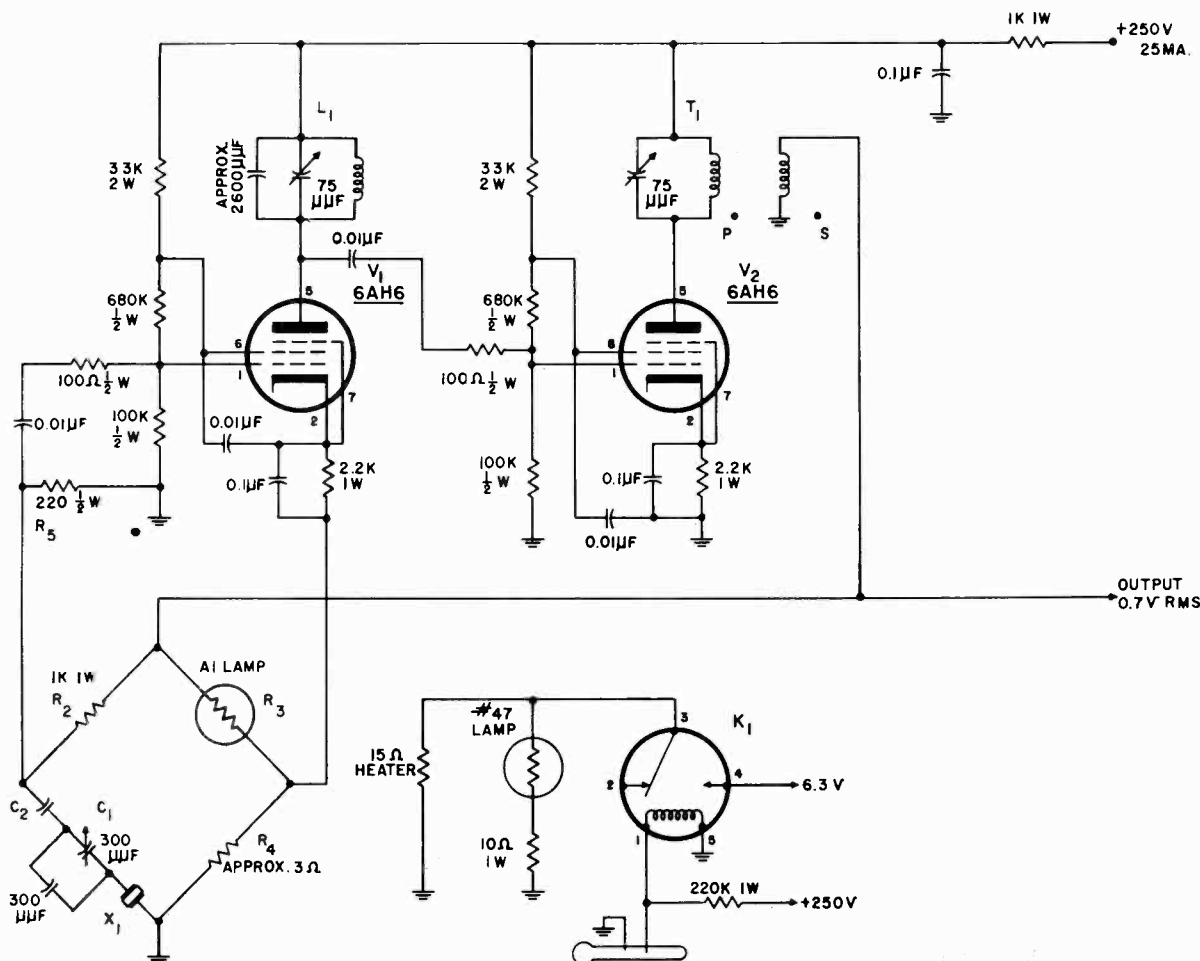 1K 1W
+250V
25MA.
0.1µF
L1
T1
APPROX.
2600µµF
33K
2W
75
µµF
33K
2W
75
µµF
P
S
0.01µF
V1
6AH6
V2
6AH6
5
5
680K
½W
680K
½W
6
1
6
1
100Ω ½W
100Ω ½W
7
7
2
2
0.01µF
100K
½W
0.01µF
0.1µF
2.2K
1W
100K
½W
0.1µF
2.2K
1W
220 ½W
R5
0.01µF
OUTPUT
0.7V RMS
1K 1W
R2
A1 LAMP
R3
#47
LAMP
3
K1
15Ω
HEATER
2
4
6.3V
C2
C1
300
µµF
R4
APPROX. 3Ω
10Ω
1W
1
5
300
µµF
X1
220K 1W
+250V